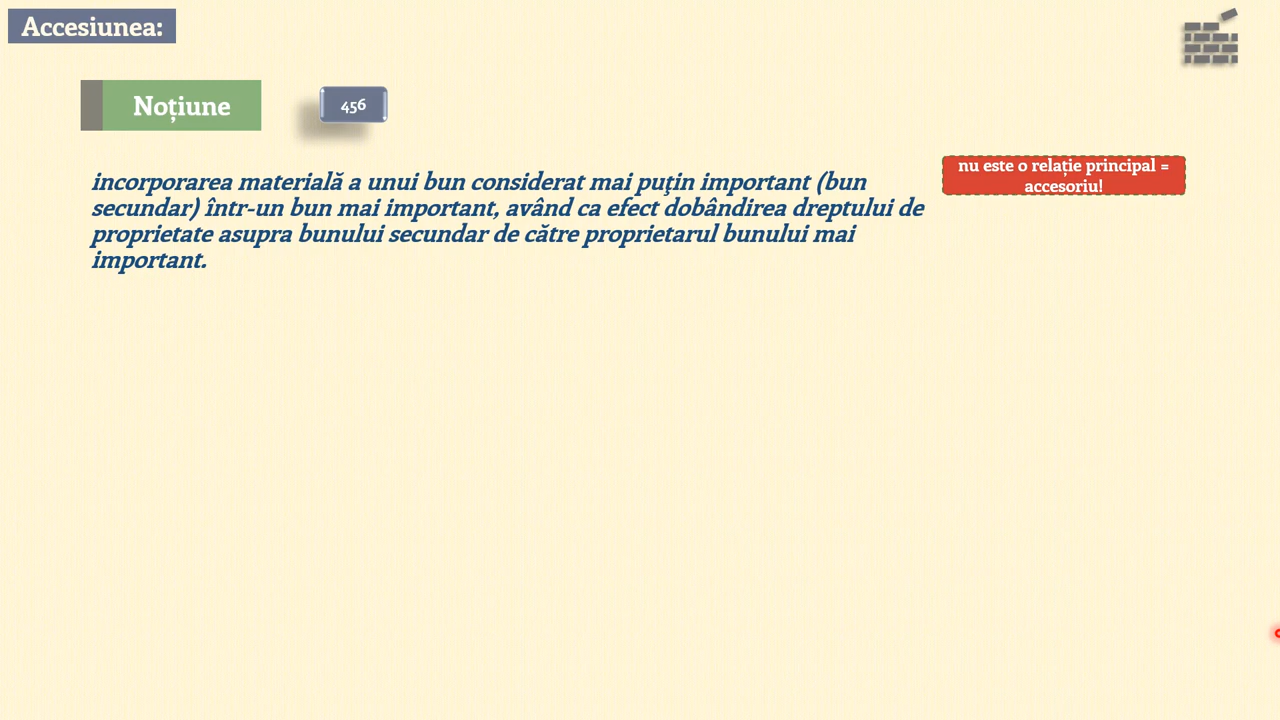 Accesiunea:
Noțiune
456
incorporarea materială a unui bun considerat mai puţin important (bun
secundar) într-un bun mai important, având ca efect dobândirea dreptului de
proprietate asupra bunului secundar de către proprietarul bunului mai
important.
nu este o relație principal =
accesoriu!